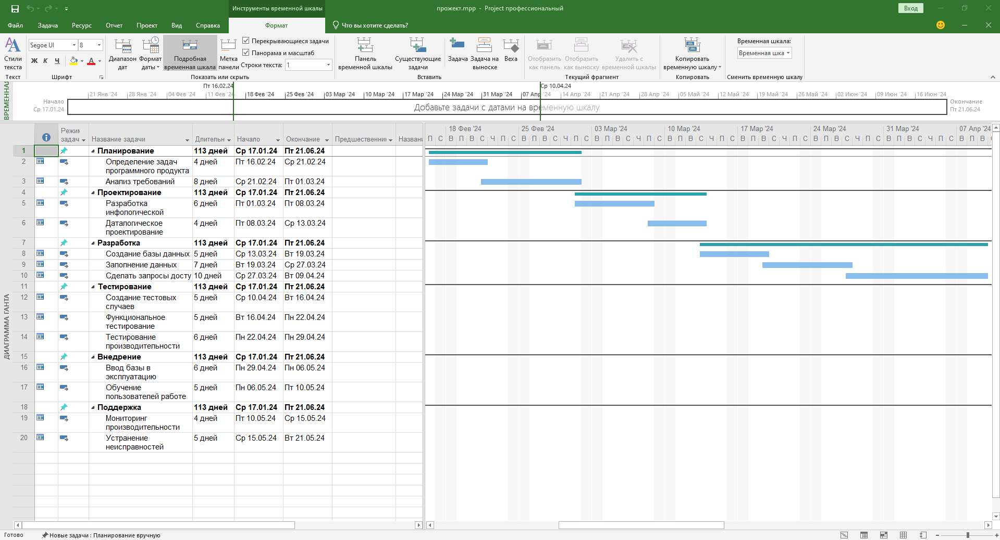 Инструменты временной шкалы
прожект.mpp - Project профессиональный
Вход
Файл Задача Ресурс Отчет Проект Вид Справка Формат Что вы хотите сделать?
Стили текста
Текст
Segoe UI 8
Ж К Ч А
Шрифт
Диапазон дат
Формат даты
Подробная временная шкала
Метка панели
Перекрывающиеся задачи
Панорама и масштаб
Строки текста: 1
Показать или скрыть
Панель временной шкалы
Существующие задачи
Задача
Задача на выноске
Веха
Вставить
Отобразить как панель
Отобразить как выноску
Удалить с временной шкалы
Текущий фрагмент
Копировать временную шкалу
Копировать
Временная шкала:
Временная шка
Сменить временную шкалу
ВРЕМЕННАЯ
Пт 16.02.24 Ср 10.04.24
21 Янв '24 28 Янв '24 04 Фев '24 11 Фев '24 18 Фев '24 25 Фев '24 03 Мар '24 10 Мар '24 17 Мар '24 24 Мар '24 31 Мар '24 07 Апр '24 14 Апр '24 21 Апр '24 28 Апр '24 05 Май '24 12 Май '24 19 Май '24 26 Май '24 02 Июн '24 09 Июн '24 16 Июн '24
Начало
Ср 17.01.24
Добавьте задачи с датами на временную шкалу
Окончание
Пт 21.06.24
ДИАГРАММА ГАНТА
Режим задачи Название задачи Длительн Начало Окончание Предшественник Названи
18 Фев '24 25 Фев '24 03 Мар '24 10 Мар '24 17 Мар '24 24 Мар '24 31 Мар '24 07 Апр '24
П С В П В С Ч П С В П В С Ч П С В П В С Ч П С В П В С Ч П С В П В С Ч П С В П В С Ч П С В П В С Ч П С В П В С
1 Планирование 113 дней Ср 17.01.24 Пт 21.06.24
2 Определение задач программного продукта 4 дней Пт 16.02.24 Ср 21.02.24
3 Анализ требований 8 дней Ср 21.02.24 Пт 01.03.24
4 Проектирование 113 дней Ср 17.01.24 Пт 21.06.24
5 Разработка инфологической 6 дней Пт 01.03.24 Пт 08.03.24
6 Даталогическое проектирование 4 дней Пт 08.03.24 Ср 13.03.24
7 Разработка 113 дней Ср 17.01.24 Пт 21.06.24
8 Создание базы данных 5 дней Ср 13.03.24 Вт 19.03.24
9 Заполнение данных 7 дней Вт 19.03.24 Ср 27.03.24
10 Сделать запросы досту 10 дней Ср 27.03.24 Вт 09.04.24
11 Тестирование 113 дней Ср 17.01.24 Пт 21.06.24
12 Создание тестовых случаев 5 дней Ср 10.04.24 Вт 16.04.24
13 Функциональное тестирование 5 дней Вт 16.04.24 Пн 22.04.24
14 Тестирование производительности 6 дней Пн 22.04.24 Пн 29.04.24
15 Внедрение 113 дней Ср 17.01.24 Пт 21.06.24
16 Ввод базы в эксплуатацию 6 дней Пн 29.04.24 Пн 06.05.24
17 Обучение пользователей работе 5 дней Пн 06.05.24 Пт 10.05.24
18 Поддержка 113 дней Ср 17.01.24 Пт 21.06.24
19 Мониторинг производительности 4 дней Пт 10.05.24 Ср 15.05.24
20 Устранение неисправностей 5 дней Ср 15.05.24 Вт 21.05.24
Готово Новые задачи : Планирование вручную